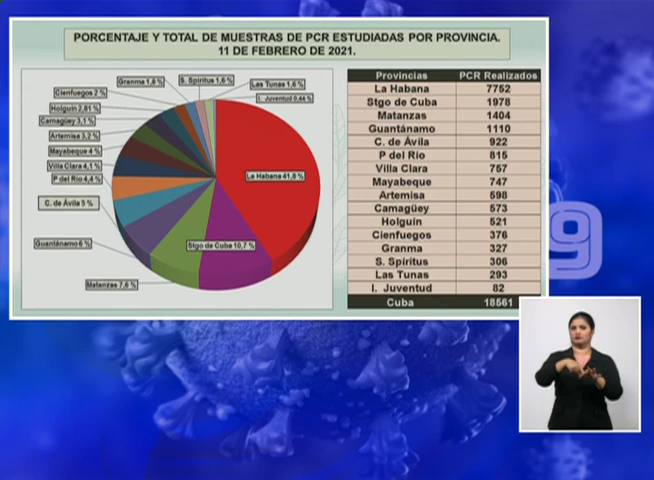 PORCENTAJE Y TOTAL DE MUESTRAS DE PCR ESTUDIADAS POR PROVINCIA.
11 DE FEBRERO DE 2021.
Granma 1,8 %
S. Spíritus 1,6 %
Las Tunas 1,6 %
Cienfuegos 2 %
I. Juventud 0,44 %
Holguín 2,81 %
Camagüey 3,1 %
Artemisa 3,2 %
Mayabeque 4 %
Villa Clara 4,1 %
P del Río 4,4 %
C. de Ávila 5 %
Guantánamo 6 %
Matanzas 7,6 %
Stgo de Cuba 10,7 %
La Habana 41,8 %
Provincias PCR Realizados
La Habana 7752
Stgo de Cuba 1978
Matanzas 1404
Guantánamo 1110
C. de Ávila 922
P del Río 815
Villa Clara 757
Mayabeque 747
Artemisa 598
Camagüey 573
Holguín 521
Cienfuegos 376
Granma 327
S. Spíritus 306
Las Tunas 293
I. Juventud 82
Cuba 18561
9